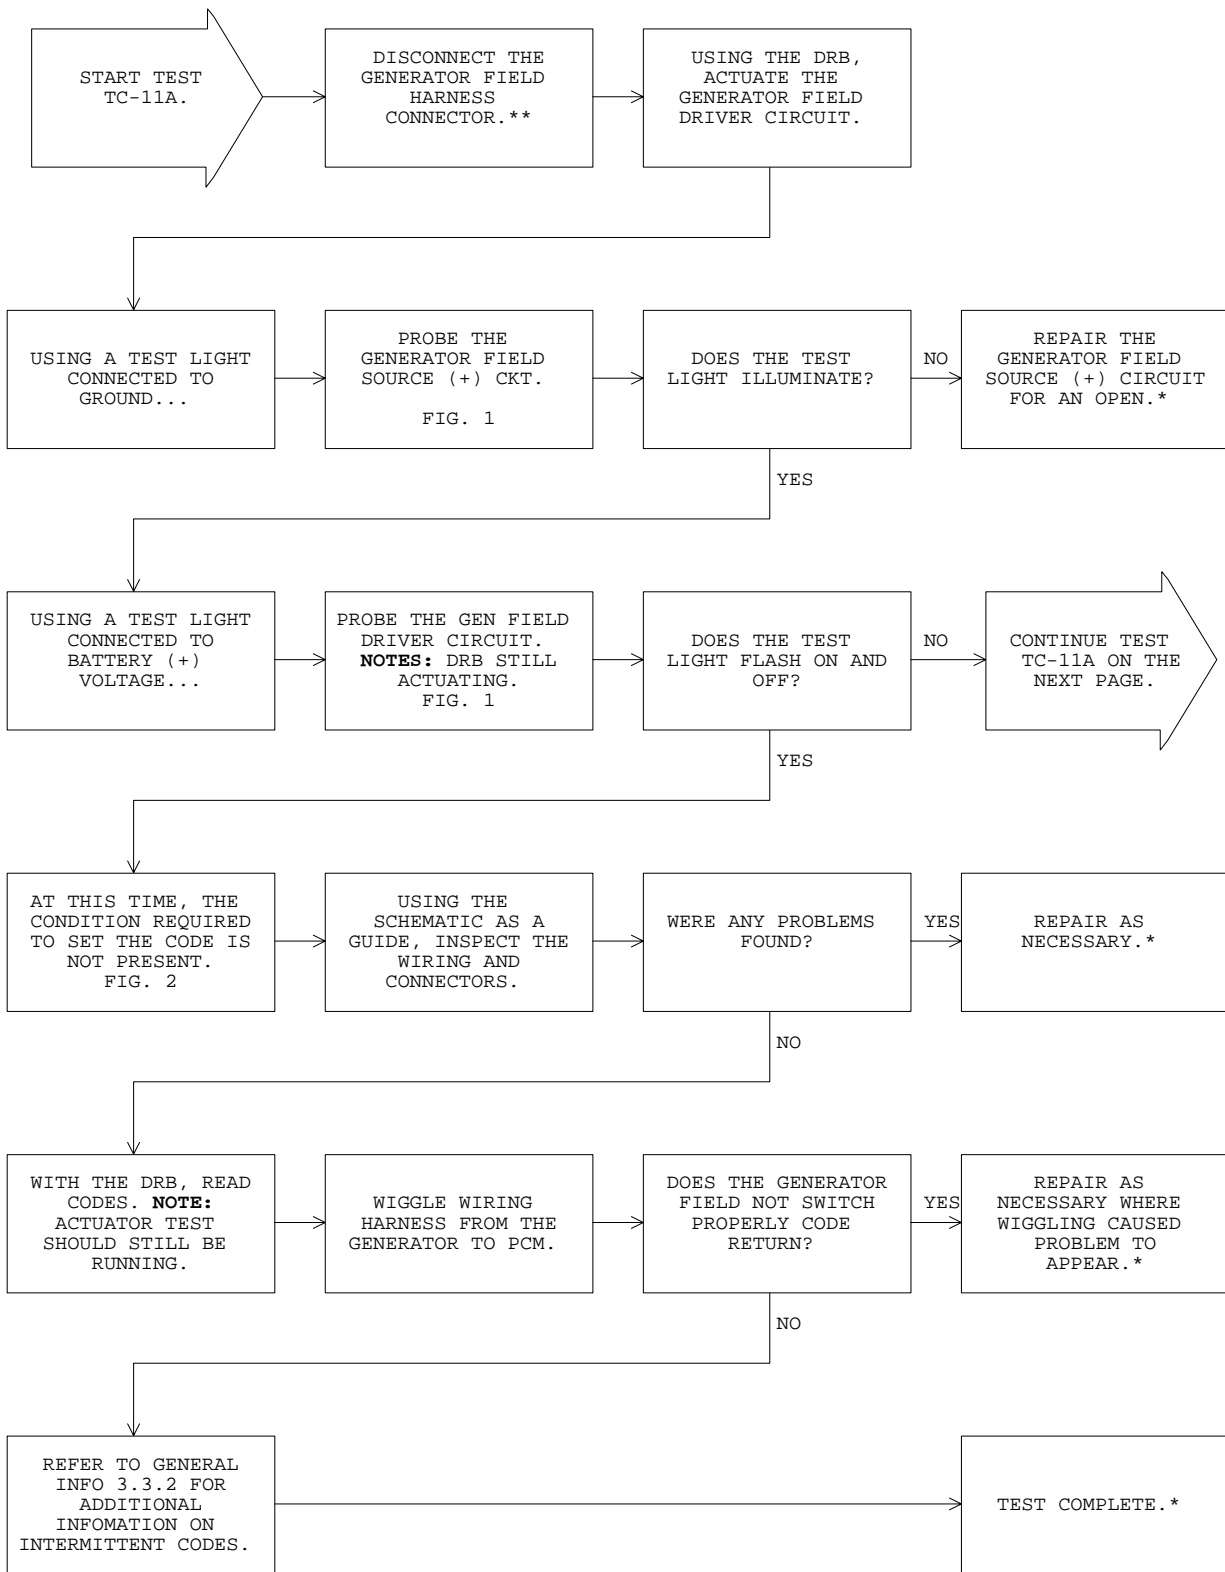 START TEST
TC-11A.
DISCONNECT THE
GENERATOR FIELD
HARNESS
CONNECTOR.**
USING THE DRB,
ACTUATE THE
GENERATOR FIELD
DRIVER CIRCUIT.
USING A TEST LIGHT
CONNECTED TO
GROUND...
PROBE THE
GENERATOR FIELD
SOURCE (+) CKT.
FIG. 1
DOES THE TEST
LIGHT ILLUMINATE?
NO
REPAIR THE
GENERATOR FIELD
SOURCE (+) CIRCUIT
FOR AN OPEN.*
YES
USING A TEST LIGHT
CONNECTED TO
BATTERY (+)
VOLTAGE...
PROBE THE GEN FIELD
DRIVER CIRCUIT.
NOTES: DRB STILL
ACTUATING.
FIG. 1
DOES THE TEST
LIGHT FLASH ON AND
OFF?
NO
CONTINUE TEST
TC-11A ON THE
NEXT PAGE.
YES
AT THIS TIME, THE
CONDITION REQUIRED
TO SET THE CODE IS
NOT PRESENT.
FIG. 2
USING THE
SCHEMATIC AS A
GUIDE, INSPECT THE
WIRING AND
CONNECTORS.
WERE ANY PROBLEMS
FOUND?
YES
REPAIR AS
NECESSARY.*
NO
WITH THE DRB, READ
CODES. NOTE:
ACTUATOR TEST
SHOULD STILL BE
RUNNING.
WIGGLE WIRING
HARNESS FROM THE
GENERATOR TO PCM.
DOES THE GENERATOR
FIELD NOT SWITCH
PROPERLY CODE
RETURN?
YES
REPAIR AS
NECESSARY WHERE
WIGGLING CAUSED
PROBLEM TO
APPEAR.*
NO
REFER TO GENERAL
INFO 3.3.2 FOR
ADDITIONAL
INFOMATION ON
INTERMITTENT CODES.
TEST COMPLETE.*